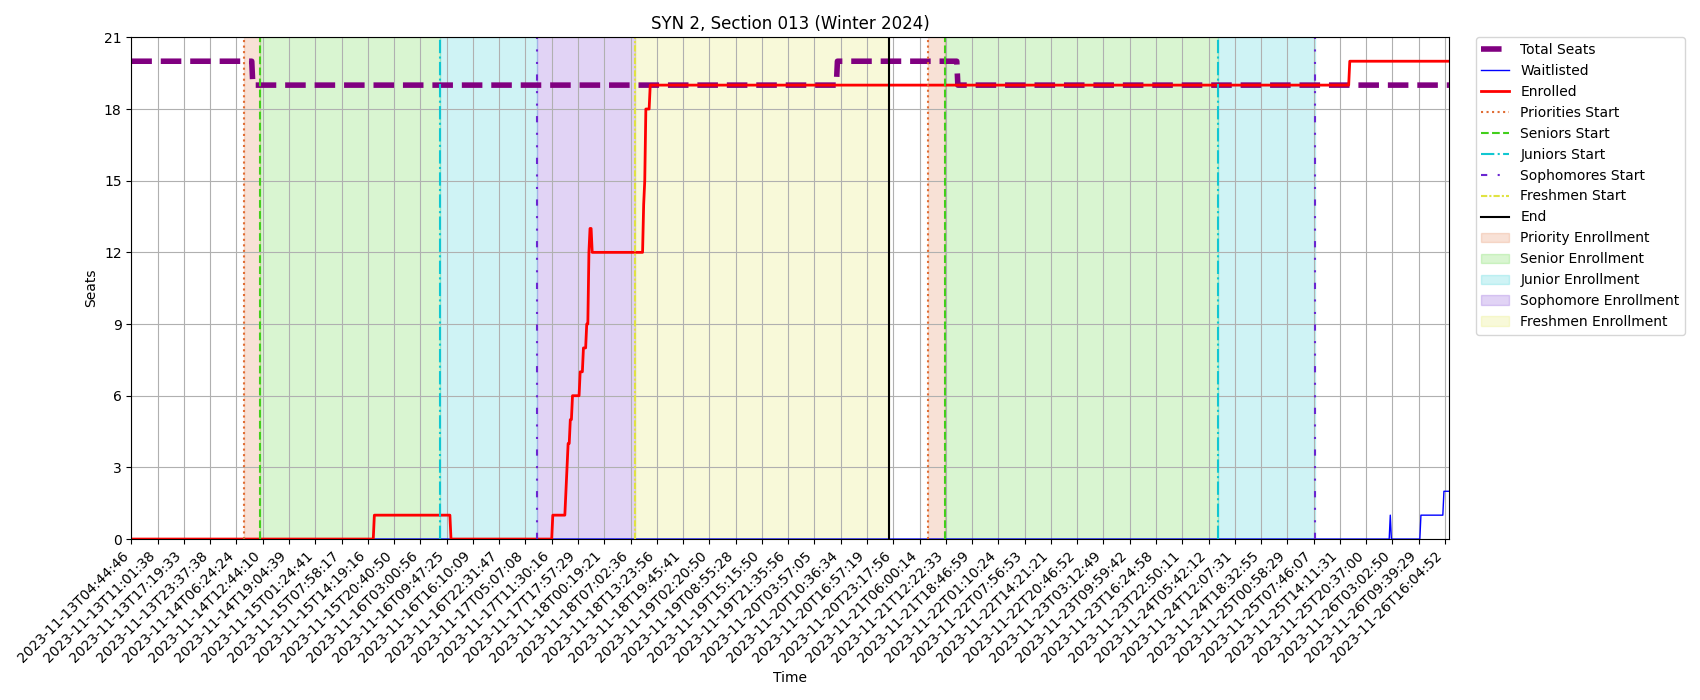 SYN 2, Section 013 (Winter 2024)
21
18
15
12
9
6
3
0
Seats
2023-11-13T04:44:46
2023-11-13T11:01:38
2023-11-13T17:19:33
2023-11-13T23:37:38
2023-11-14T06:24:24
2023-11-14T12:44:10
2023-11-14T19:04:39
2023-11-15T01:24:41
2023-11-15T07:58:17
2023-11-15T14:19:16
2023-11-15T20:40:50
2023-11-16T03:00:56
2023-11-16T09:47:25
2023-11-16T16:10:09
2023-11-16T22:31:47
2023-11-17T05:07:08
2023-11-17T11:30:16
2023-11-17T17:57:29
2023-11-18T00:19:21
2023-11-18T07:02:36
2023-11-18T13:23:56
2023-11-18T19:45:41
2023-11-19T02:20:50
2023-11-19T08:55:28
2023-11-19T15:15:50
2023-11-19T21:35:56
2023-11-20T03:57:05
2023-11-20T10:36:34
2023-11-20T16:57:19
2023-11-20T23:17:56
2023-11-21T06:00:14
2023-11-21T12:22:33
2023-11-21T18:46:59
2023-11-22T01:10:24
2023-11-22T07:56:53
2023-11-22T14:21:21
2023-11-22T20:46:52
2023-11-23T03:12:49
2023-11-23T09:59:42
2023-11-23T16:24:58
2023-11-23T22:50:11
2023-11-24T05:42:12
2023-11-24T12:07:31
2023-11-24T18:32:55
2023-11-25T00:58:29
2023-11-25T07:46:07
2023-11-25T14:11:31
2023-11-25T20:37:00
2023-11-26T03:02:50
2023-11-26T09:39:29
2023-11-26T16:04:52
Time
Total Seats
Waitlisted
Enrolled
Priorities Start
Seniors Start
Juniors Start
Sophomores Start
Freshmen Start
End
Priority Enrollment
Senior Enrollment
Junior Enrollment
Sophomore Enrollment
Freshmen Enrollment